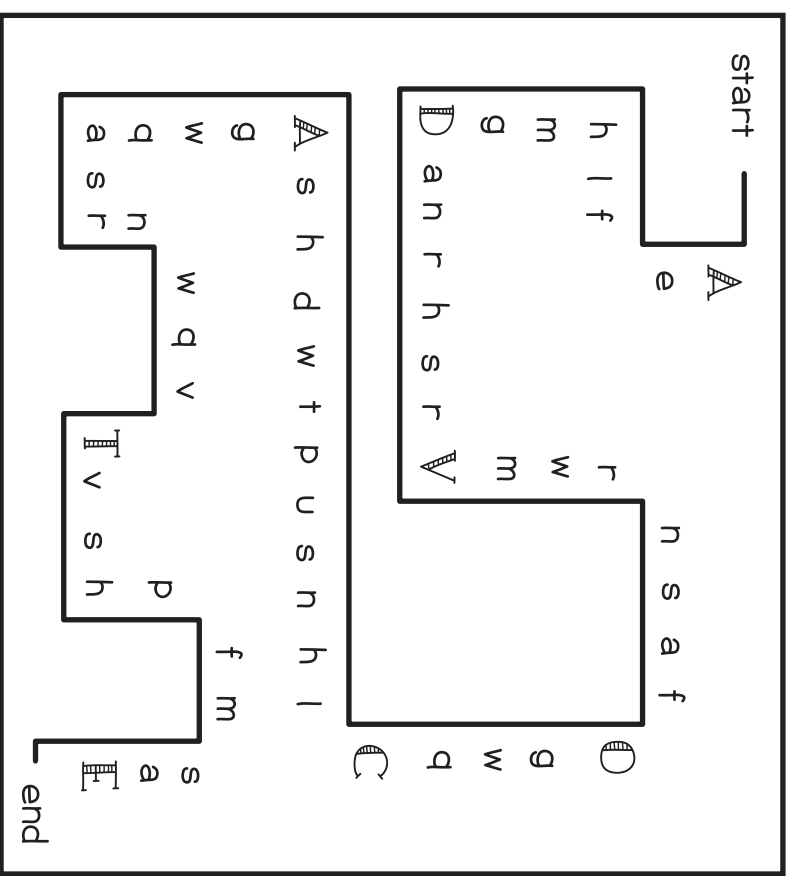 start A
e n s a f
h l f r O
m w g
g m w
D a n r h s r V q
C
A s h d w t p u s n h l
g f m
w w q v s
q n p a
a s r I v s h E
end